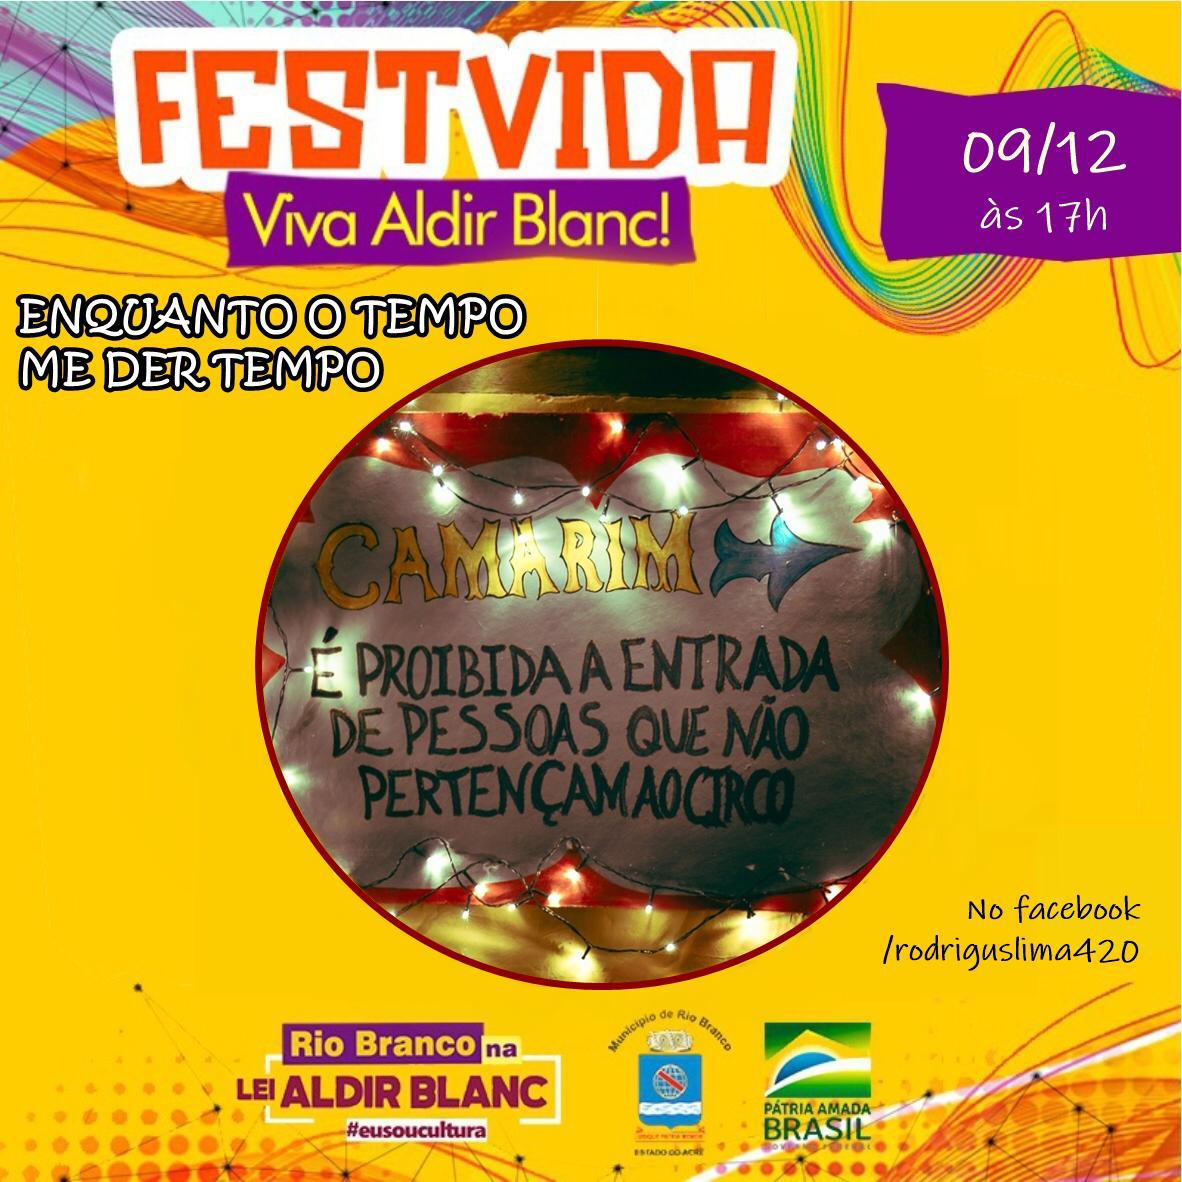 FESTVIDA
Viva Aldir Blanc!
09/12
às 17h
ENQUANTO O TEMPO
ME DER TEMPO
CAMARIM
É PROIBIDA A ENTRADA
DE PESSOAS QUE NÃO
PERTENÇAM AO CIRCO
No facebook
/rodriguslima420
Rio Branco na
LEI ALDIR BLANC
#eusoucultura
Município de Rio Branco
ESTADO DO ACRE
PÁTRIA AMADA
BRASIL